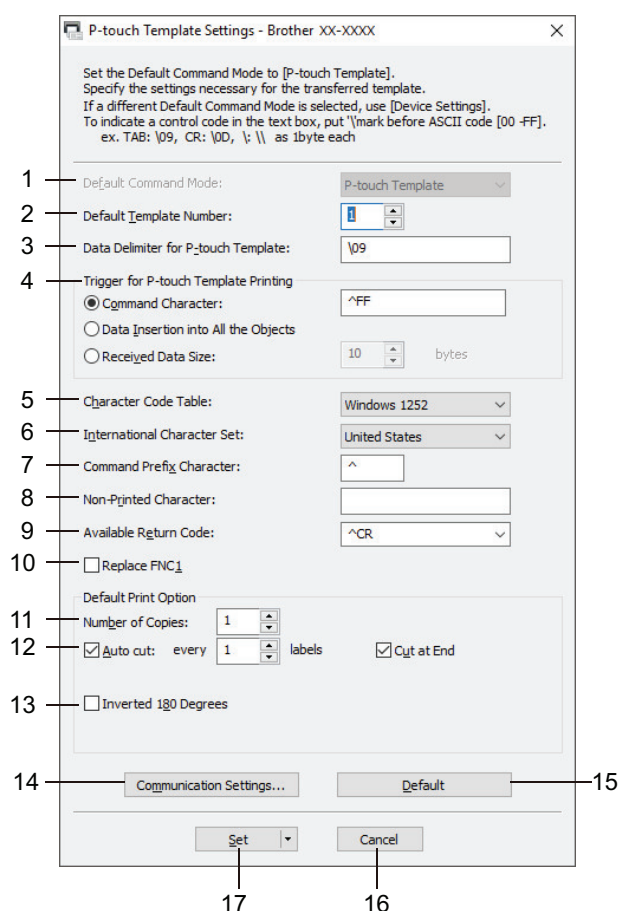 P-touch Template Settings - Brother XX-XXXX
Set the Default Command Mode to [P-touch Template].
Specify the settings necessary for the transferred template.
If a different Default Command Mode is selected, use [Device Settings].
To indicate a control code in the text box, put '\'mark before ASCII code [00 -FF].
ex. TAB: \09, CR: \0D, \: \\ as 1byte each
1 Default Command Mode: P-touch Template
2 Default Template Number: 1
3 Data Delimiter for P-touch Template: \09
4 Trigger for P-touch Template Printing
Command Character: ^FF
Data Insertion into All the Objects
Received Data Size: 10 bytes
5 Character Code Table: Windows 1252
6 International Character Set: United States
7 Command Prefix Character: ^
8 Non-Printed Character:
9 Available Return Code: ^CR
10 Replace FNC1
Default Print Option
11 Number of Copies: 1
12 Auto cut: every 1 labels Cut at End
13 Inverted 180 Degrees
14 Communication Settings... Default 15
Set Cancel
17 16